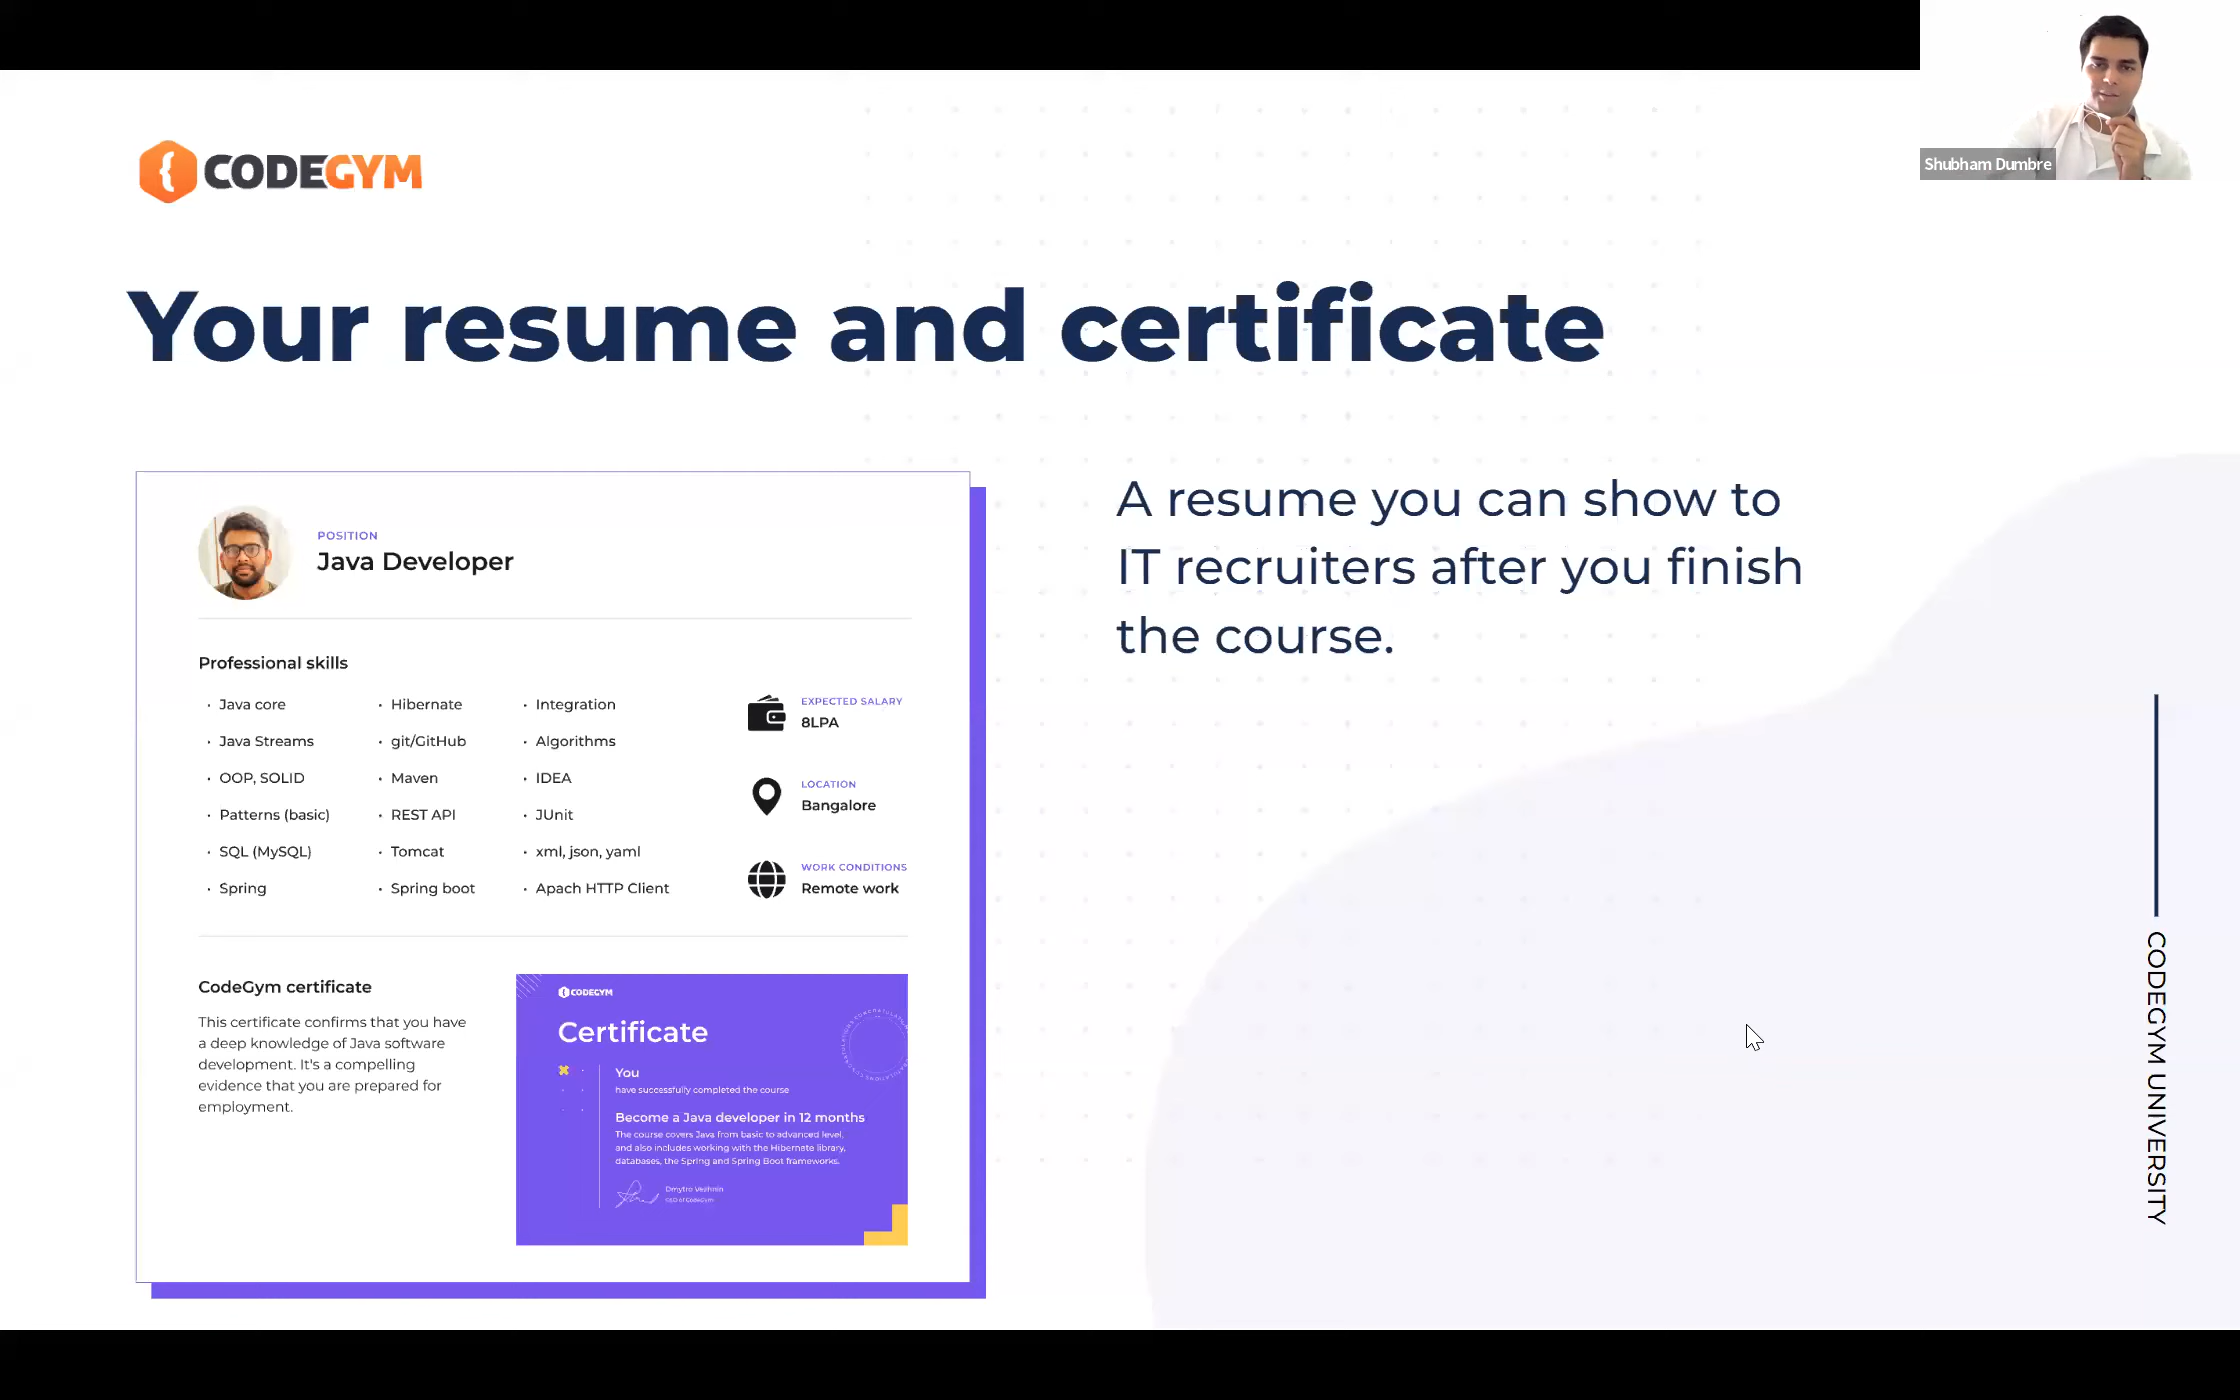 CODEGYM
Shubham Dumbre
Your resume and certificate
POSITION
Java Developer
Professional skills
· Java core
· Java Streams
· OOP, SOLID
· Patterns (basic)
· SQL (MySQL)
· Spring
· Hibernate
· git/GitHub
· Maven
· REST API
· Tomcat
· Spring boot
· Integration
· Algorithms
· IDEA
· JUnit
· xml, json, yaml
· Apach HTTP Client
EXPECTED SALARY
8LPA
LOCATION
Bangalore
WORK CONDITIONS
Remote work
CodeGym certificate
This certificate confirms that you have
a deep knowledge of Java software
development. It's a compelling
evidence that you are prepared for
employment.
CODEGYM
Certificate
You
have successfully completed the course
Become a Java developer in 12 months
The course covers Java from basic to advanced level,
and also includes working with the Hibernate library,
databases, the Spring and Spring Boot frameworks.
CEO of CodeGym
A resume you can show to
IT recruiters after you finish
the course.
CODEGYM UNIVERSITY